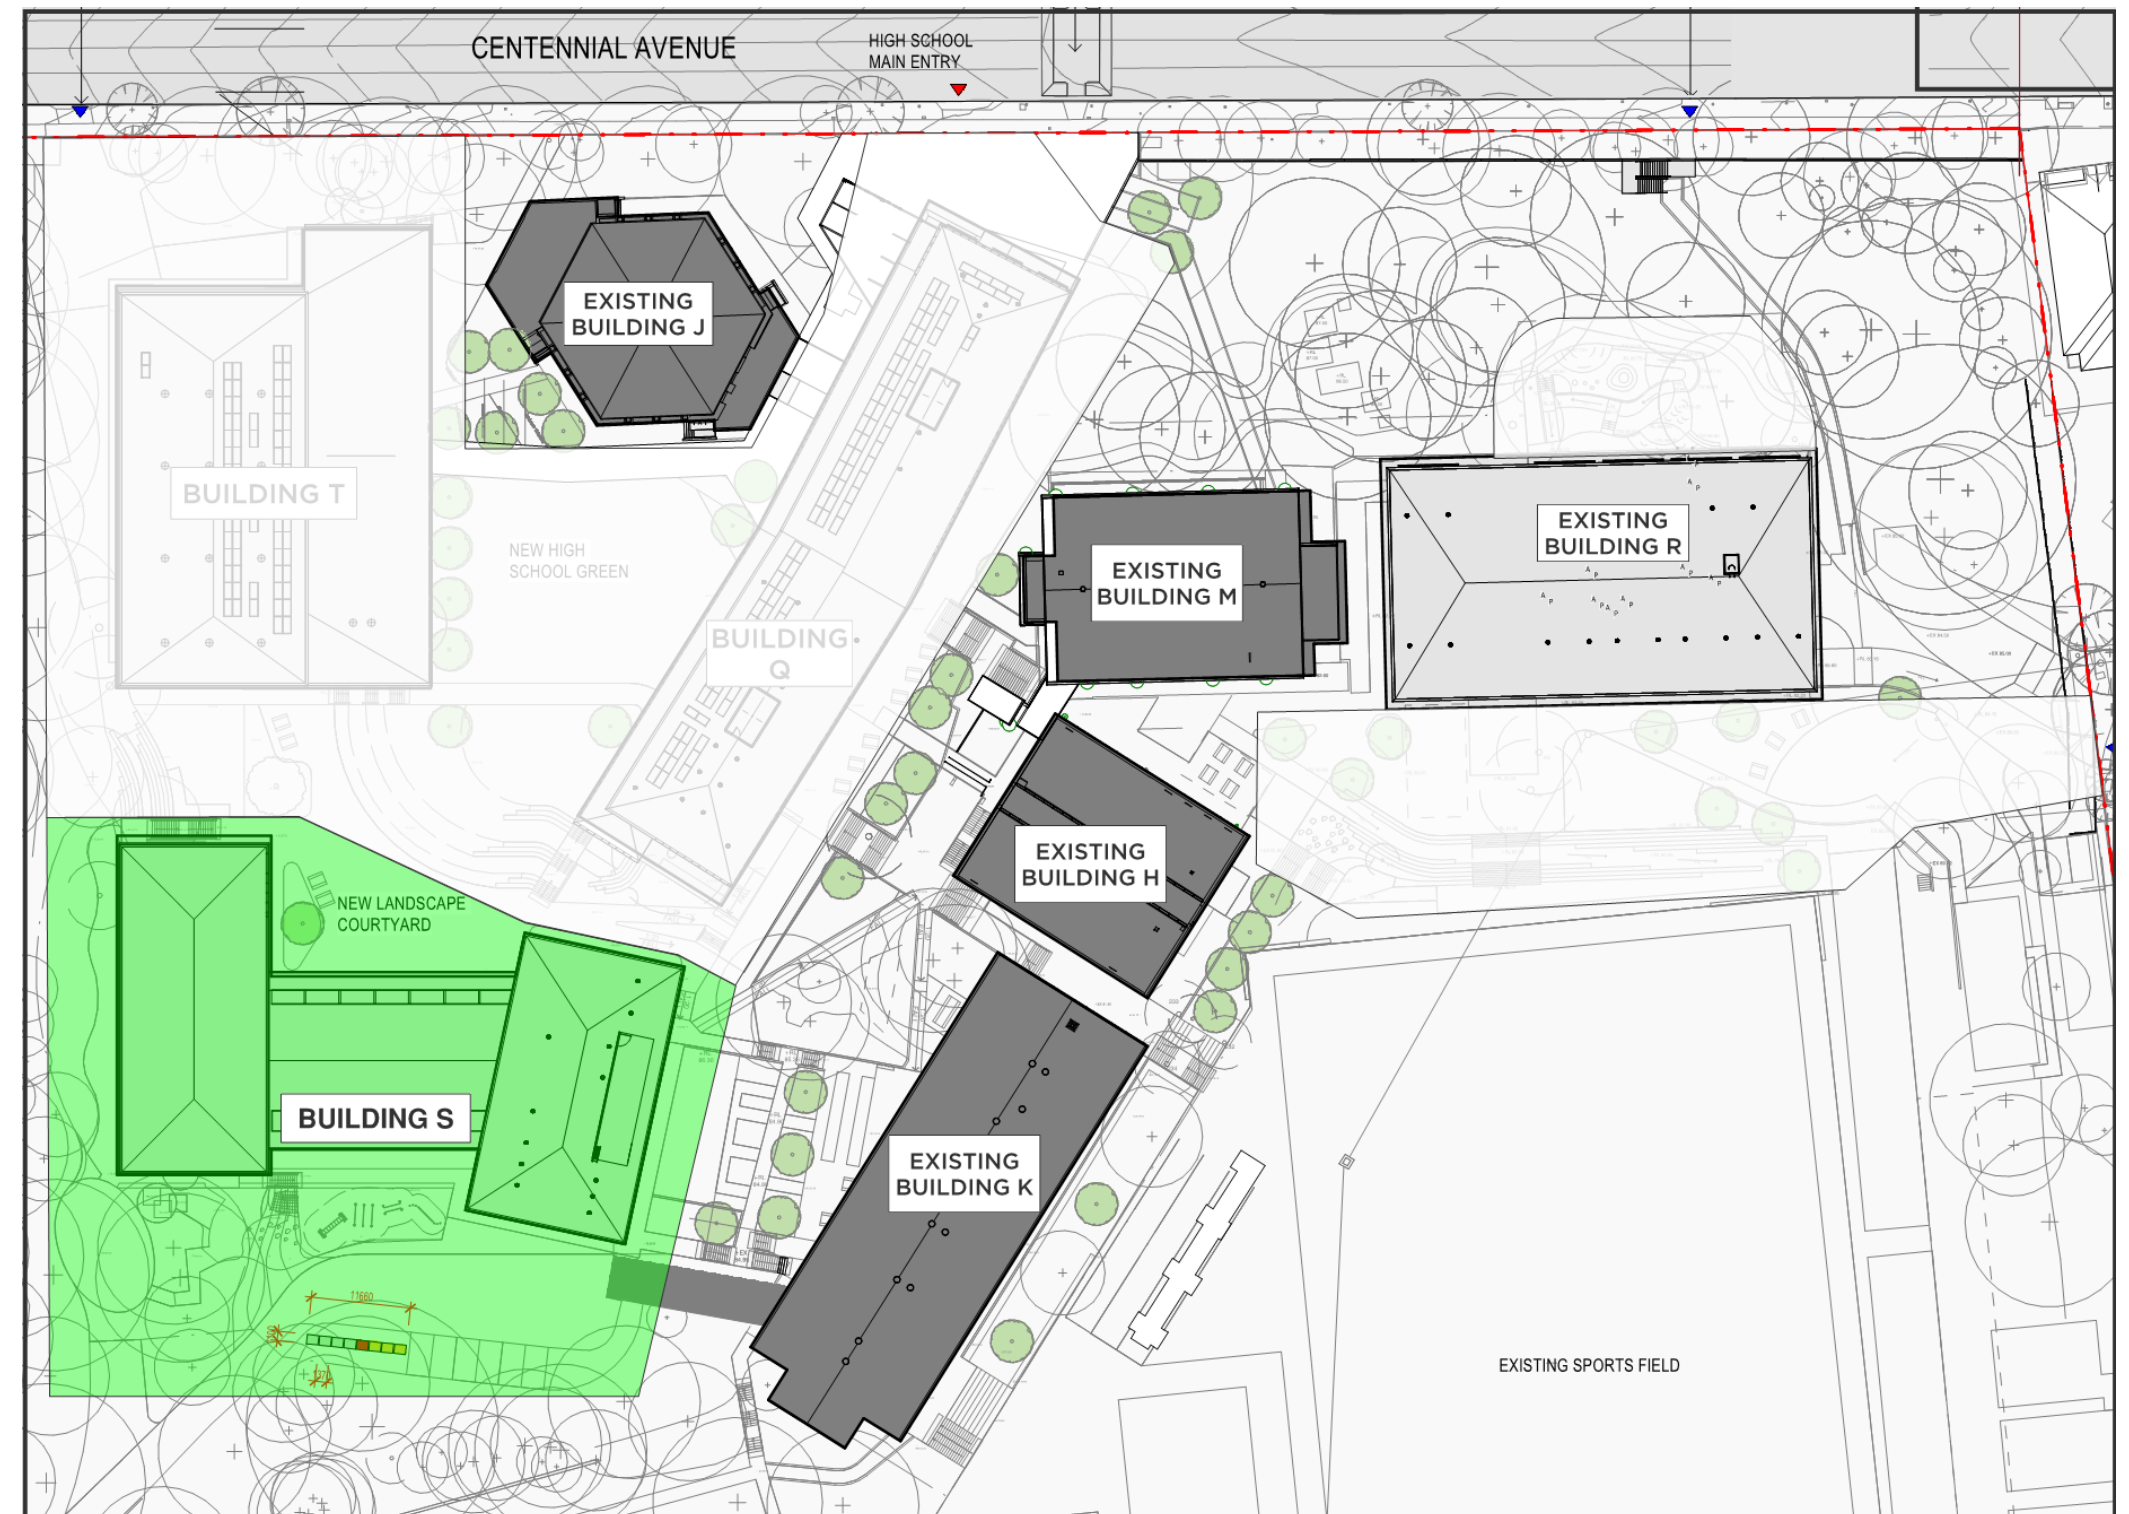 CENTENNIAL AVENUE
HIGH SCHOOL
MAIN ENTRY
EXISTING
BUILDING J
BUILDING T
NEW HIGH
SCHOOL GREEN
BUILDING
Q
EXISTING
BUILDING M
EXISTING
BUILDING R
EXISTING
BUILDING H
NEW LANDSCAPE
COURTYARD
BUILDING S
EXISTING
BUILDING K
11660
EXISTING SPORTS FIELD